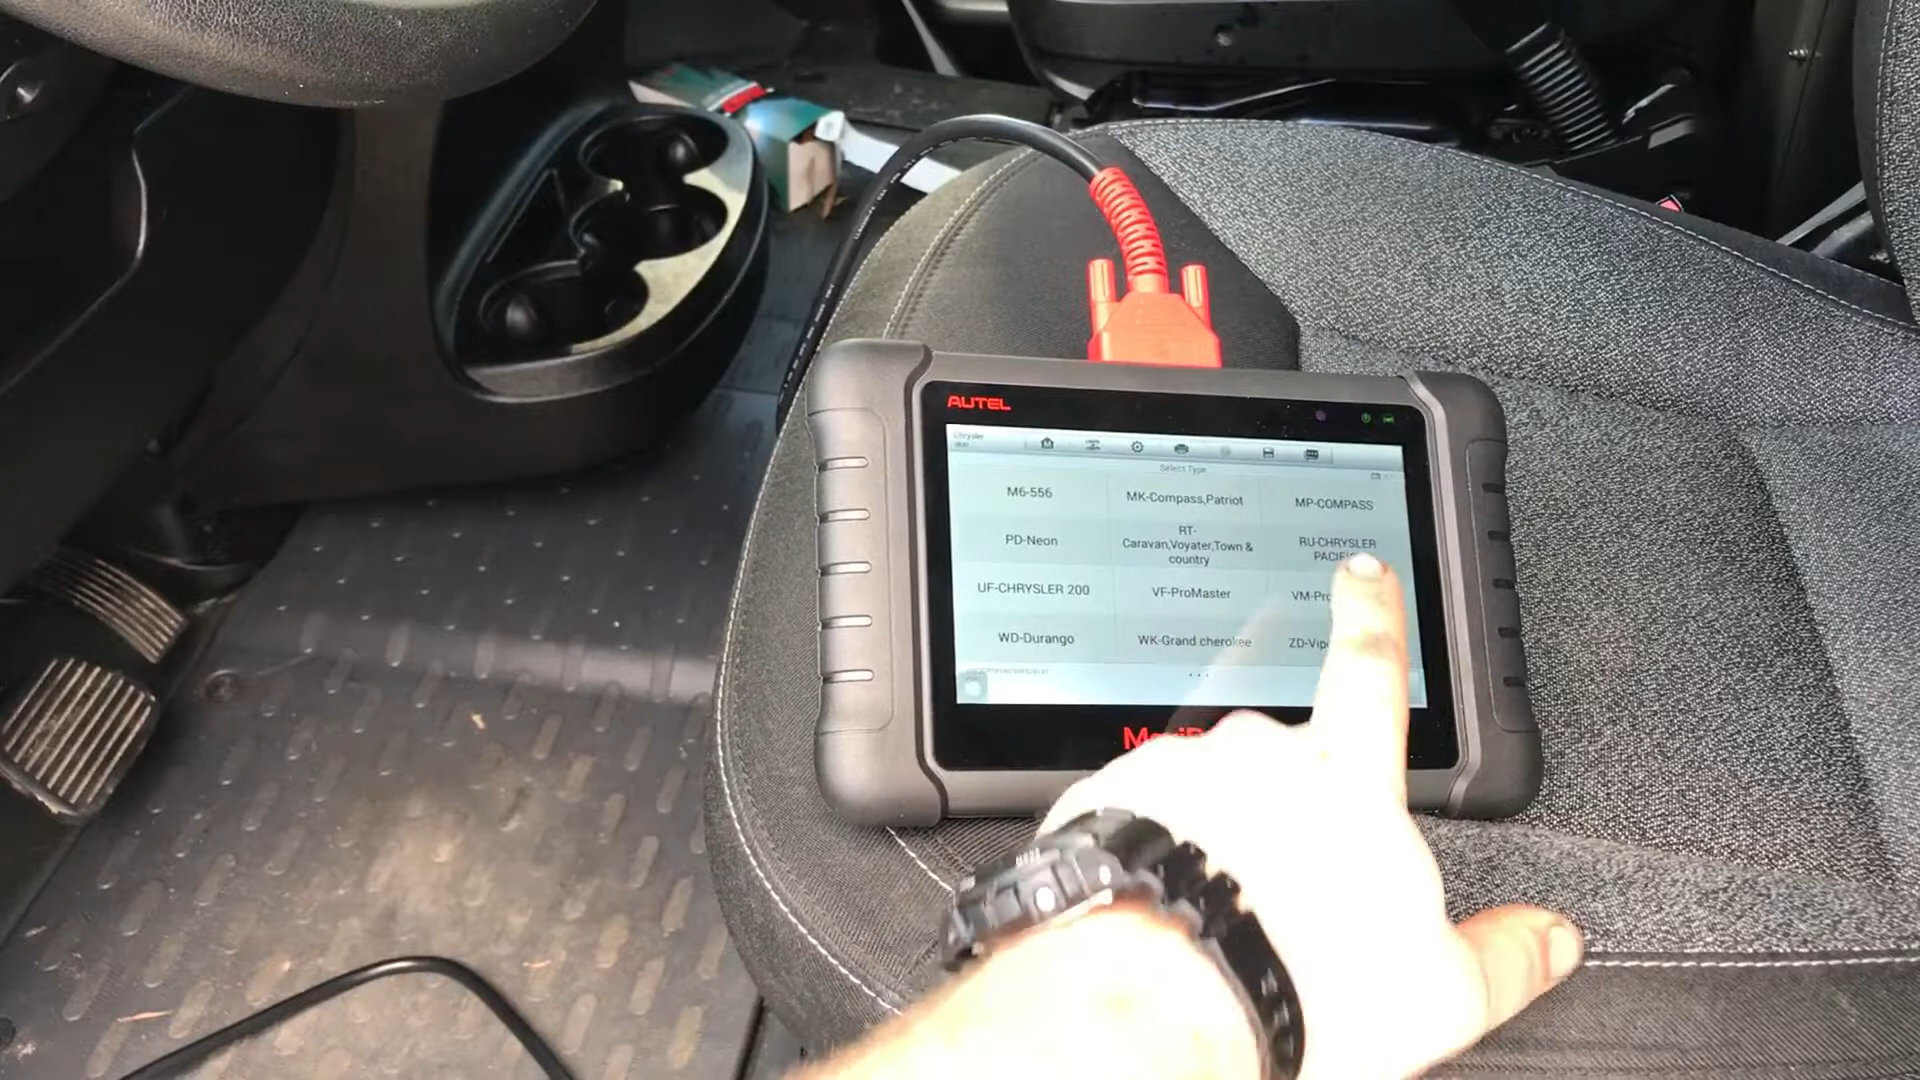 AUTEL
Chrysler
Select Type
M6-556
MK-Compass,Patriot
MP-COMPASS
PD-Neon
RT-
Caravan,Voyater,Town &
country
RU-CHRYSLER
UF-CHRYSLER 200
VF-ProMaster
WD-Durango
WK-Grand cherokee